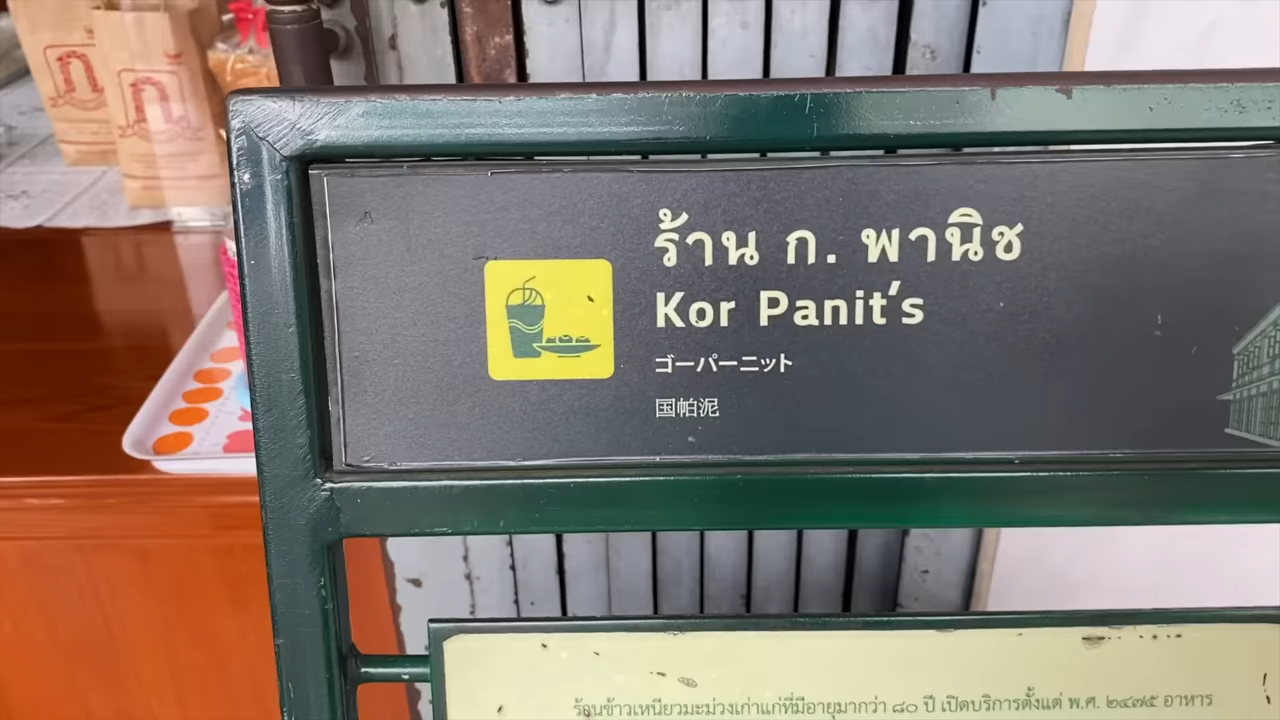 ก
ก
ร้าน ก. พานิช
Kor Panit's
ゴーパーニット
国帕泥
ร้านข้าวเหนียวมะม่วงเก่าแก่ที่มีอายุมากว่า ๘๐ ปี เปิดบริการตั้งแต่ พ.ศ. ๒๔๗๕ อาหาร